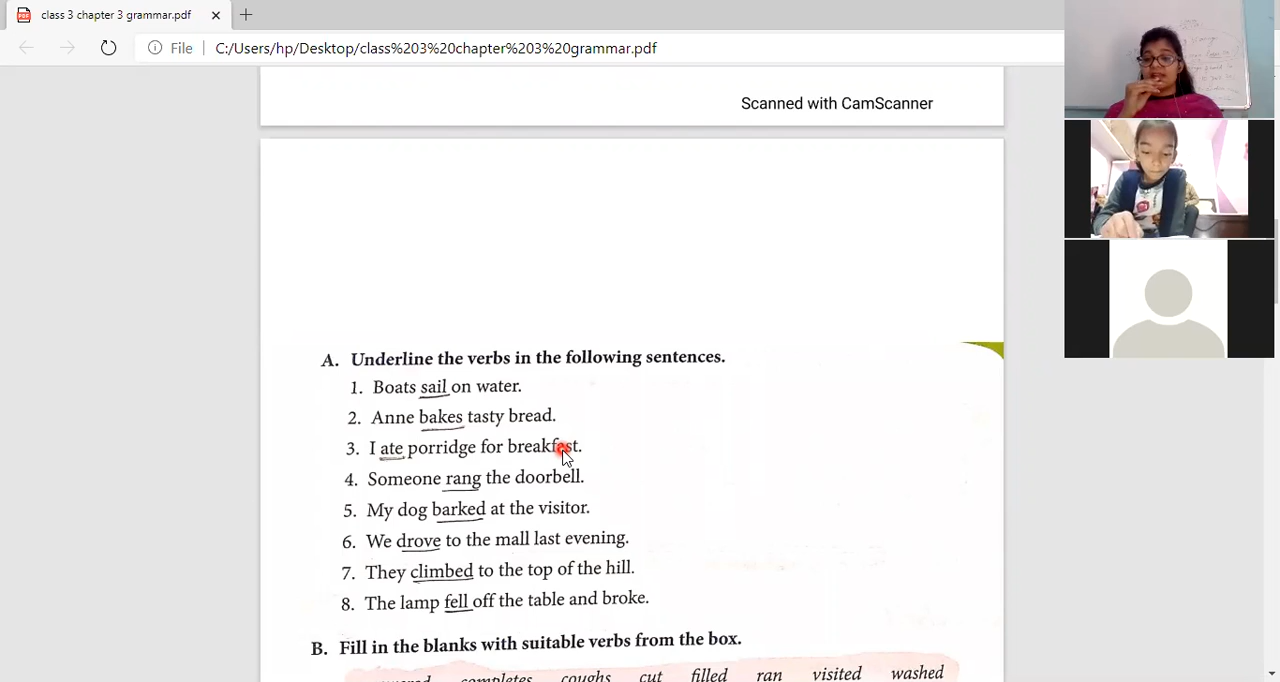 class 3 chapter 3 grammar.pdf
File C:/Users/hp/Desktop/class%203%20chapter%203%20grammar.pdf
Scanned with CamScanner
A. Underline the verbs in the following sentences.
1. Boats sail on water.
2. Anne bakes tasty bread.
3. I ate porridge for breakfast.
4. Someone rang the doorbell.
5. My dog barked at the visitor.
6. We drove to the mall last evening.
7. They climbed to the top of the hill.
8. The lamp fell off the table and broke.
B. Fill in the blanks with suitable verbs from the box.
completes coughs cut filled ran visited washed